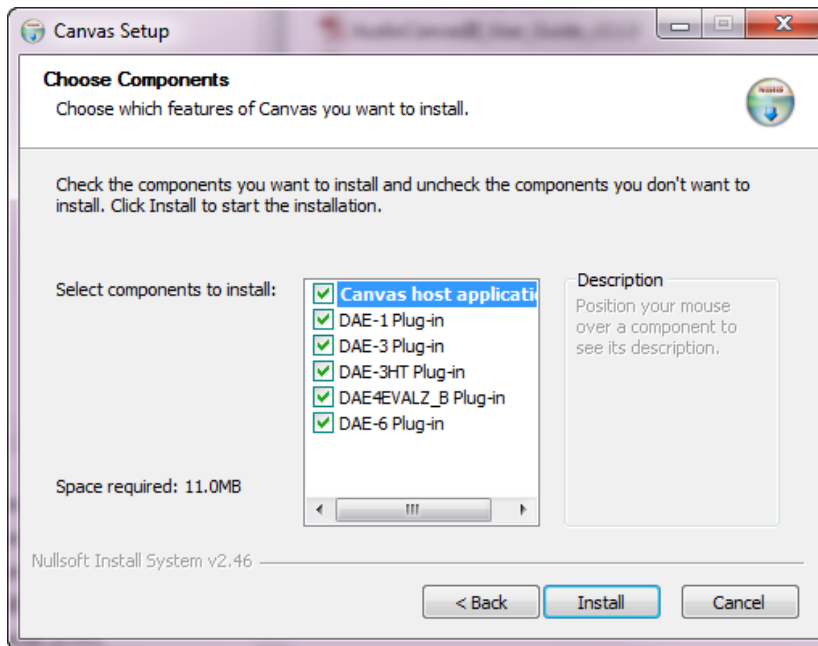 Canvas Setup
Choose Components
Choose which features of Canvas you want to install.
Check the components you want to install and uncheck the components you don't want to
install. Click Install to start the installation.
Select components to install:
Canvas host applicati
DAE-1 Plug-in
DAE-3 Plug-in
DAE-3HT Plug-in
DAE4EVALZ_B Plug-in
DAE-6 Plug-in
Description
Position your mouse
over a component to
see its description.
Space required: 11.0MB
Nullsoft Install System v2.46
< Back
Install
Cancel